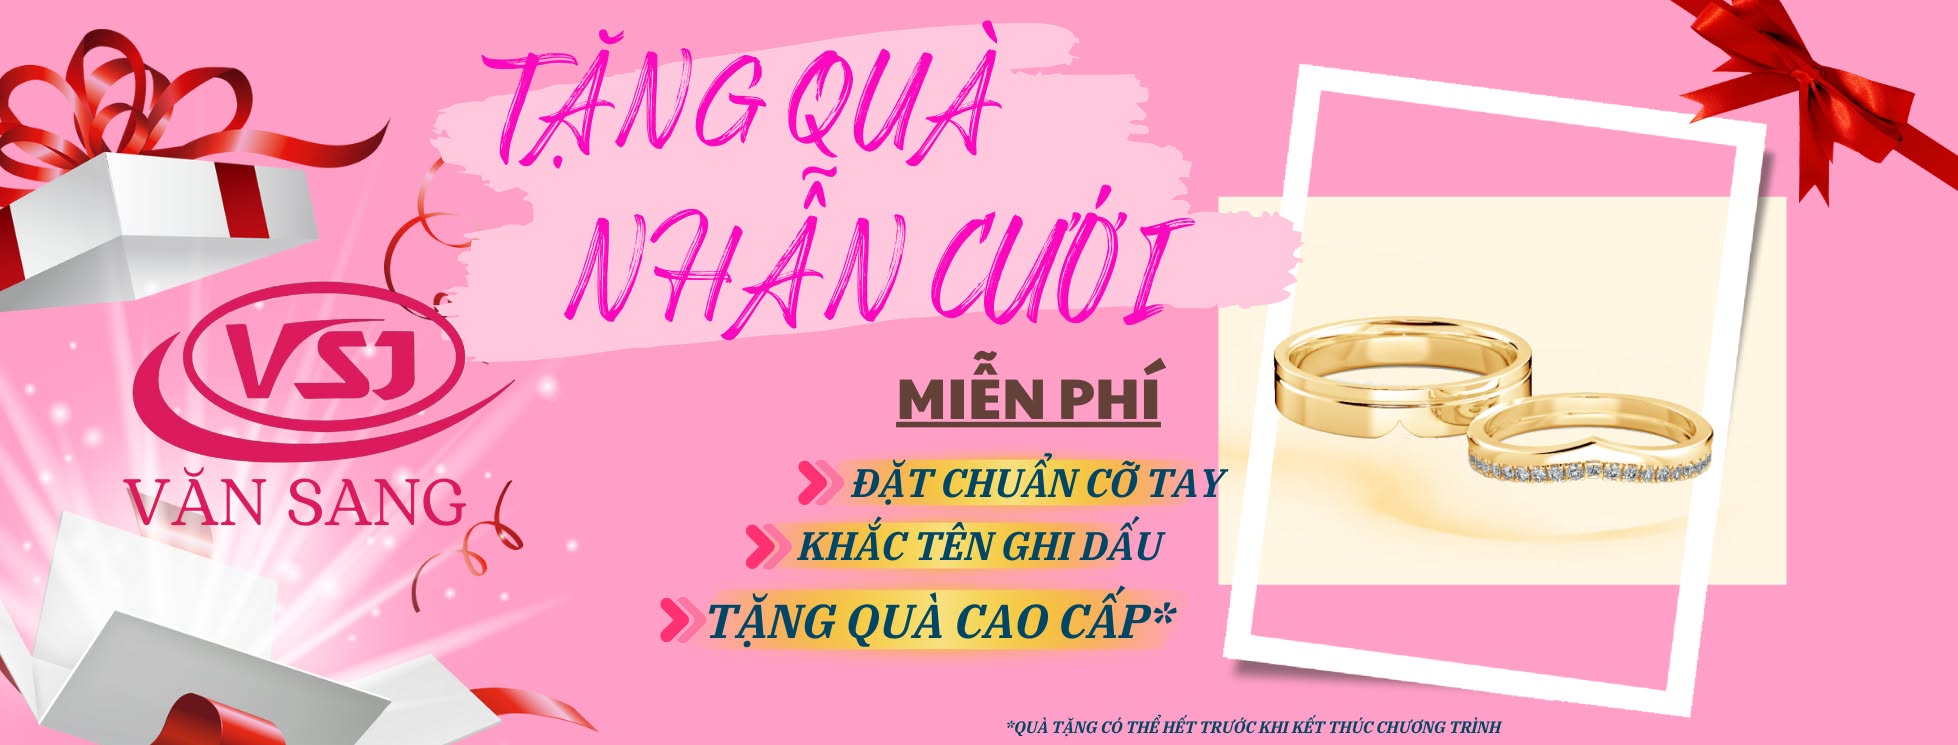 TẶNG QUÀ
NHẪN CƯỚI
VSJ
VĂN SANG
MIỄN PHÍ
ĐẶT CHUẨN CỠ TAY
KHẮC TÊN GHI DẤU
TẶNG QUÀ CAO CẤP*
*QUÀ TẶNG CÓ THỂ HẾT TRƯỚC KHI KẾT THÚC CHƯƠNG TRÌNH